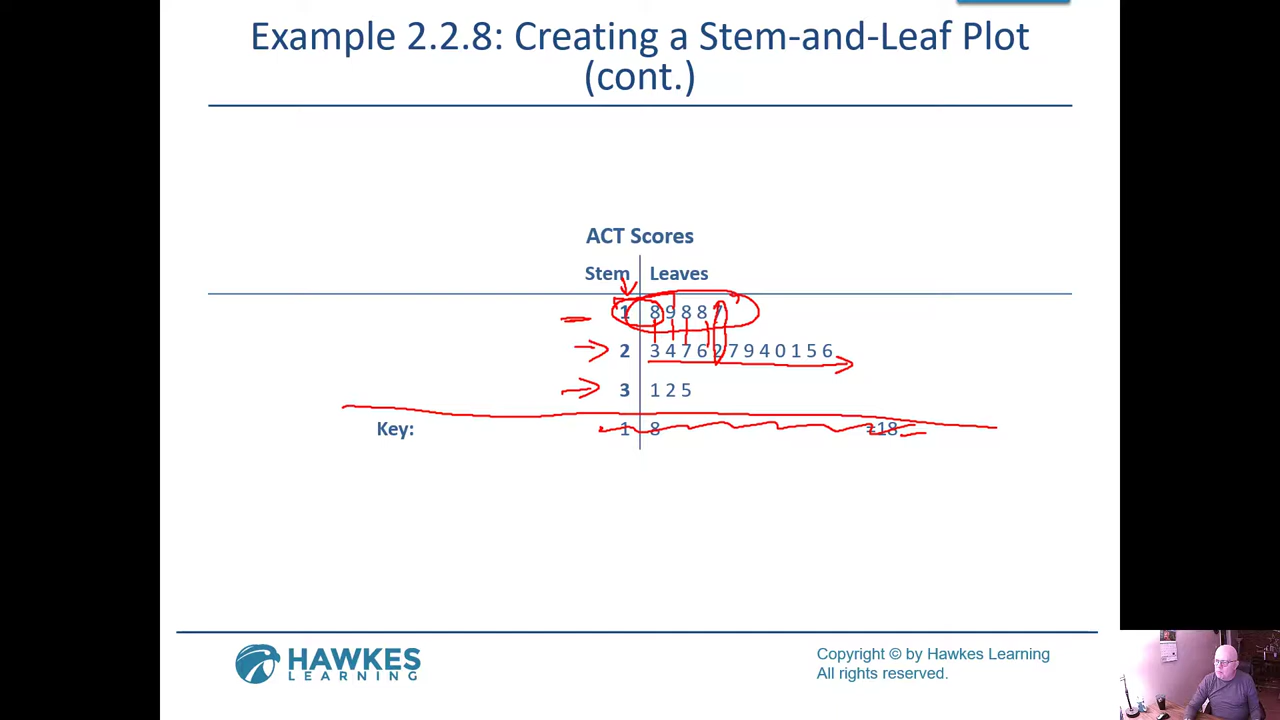 Example 2.2.8: Creating a Stem-and-Leaf Plot
(cont.)
ACT Scores
Stem Leaves
1 8 9 8 8 7
2 3 4 7 6 2 7 9 4 0 1 5 6
3 1 2 5
Key: 1 8 =18
HAWKES
LEARNING
Copyright © by Hawkes Learning
All rights reserved.